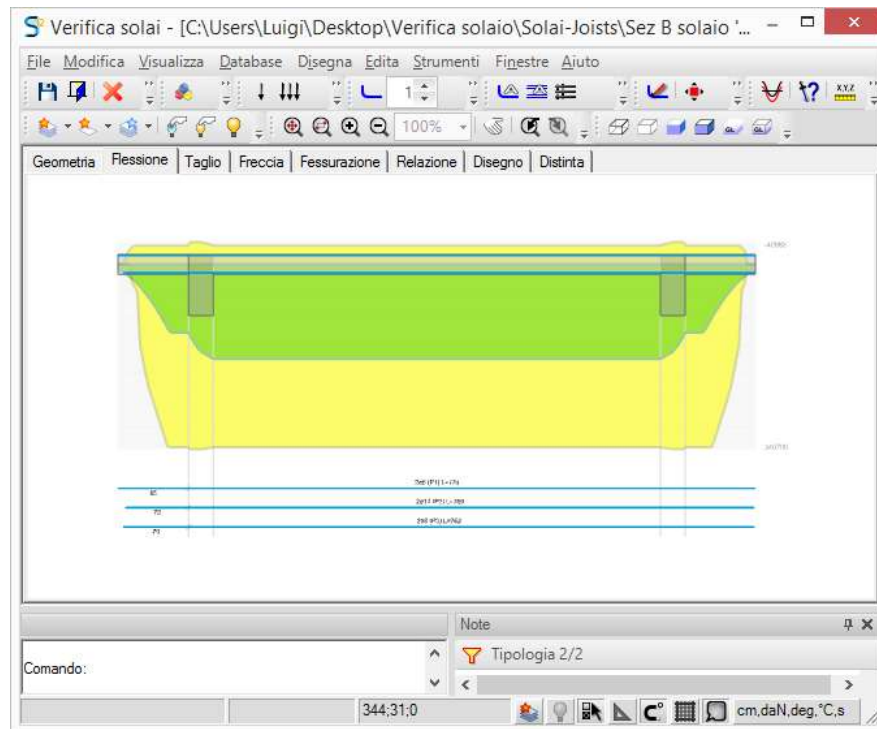 Verifica solai - [C:\Users\Luigi\Desktop\Verifica solaio\Solai-Joists\Sez B solaio '...
File Modifica Visualizza Database Disegna Edita Strumenti Finestre Aiuto
1
X,Y,Z
100%
Geometria Flessione Taglio Freccia Fessurazione Relazione Disegno Distinta
Note
Tipologia 2/2
Comando:
344;31;0
cm,daN,deg,°C,s